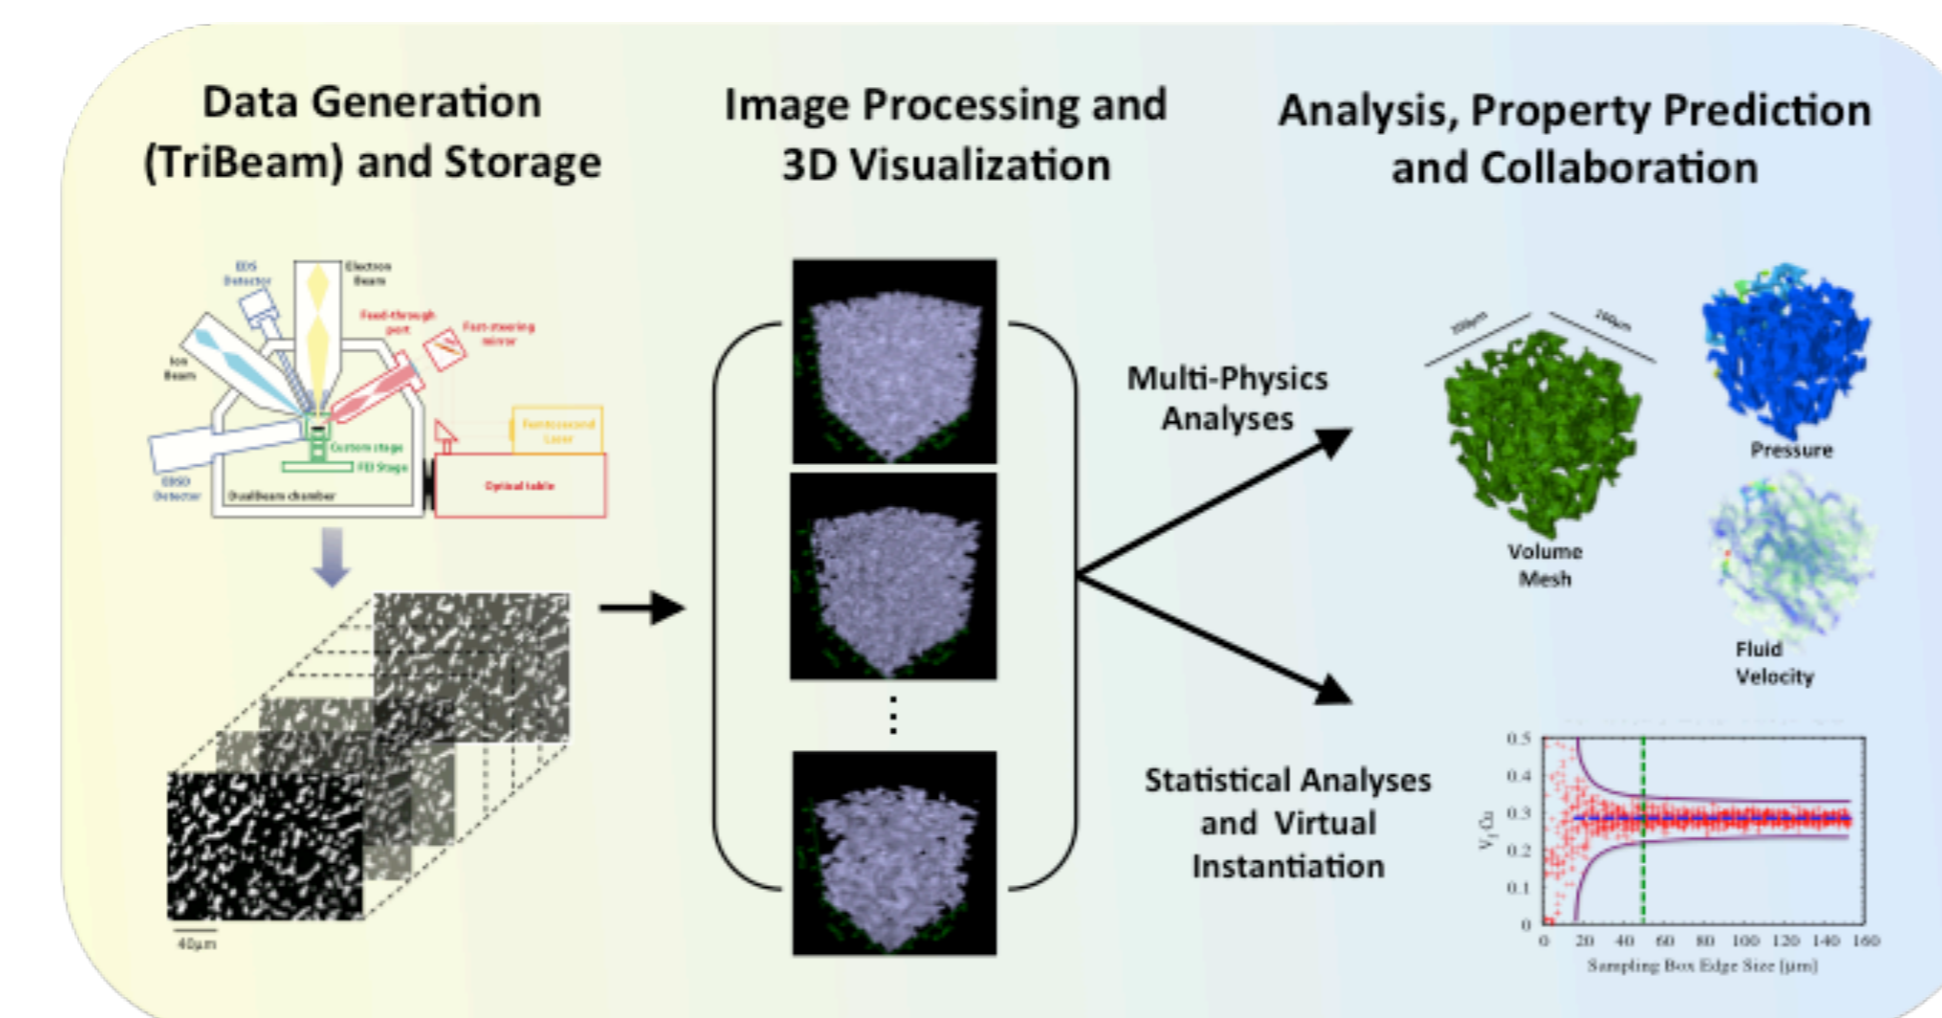 Data Generation
(TriBeam) and Storage
Image Processing and
3D Visualization
Analysis, Property Prediction
and Collaboration
EDS
Detector
Electron
Beam
Feed-through
port
Fast-steering
mirror
Ion
Beam
Femtosecond
Laser
Custom stage
FEI Stage
EBSD
Detector
DualBeam chamber
Optical table
40μm
Multi-Physics
Analyses
Statistical Analyses
and Virtual
Instantiation
160μm
Volume
Mesh
Pressure
Fluid
Velocity
0.5
0.4
0.3
0.2
0.1
0
Vf Cu
0 20 40 60 80 100 120 140 160
Sampling Box Edge Size [μm]